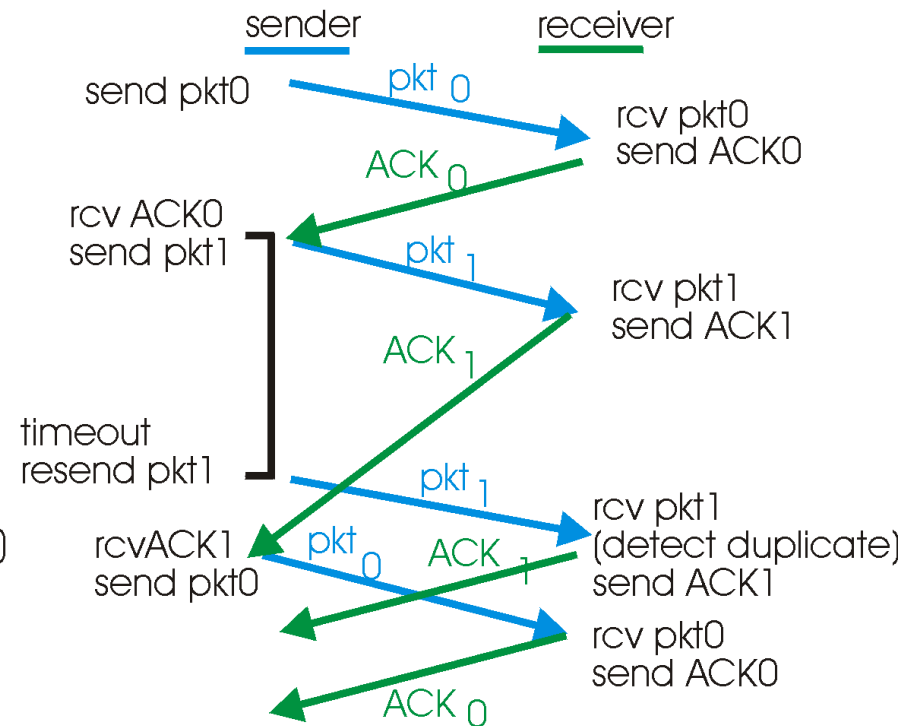 sender
receiver
send pkt0
pkt 0
rcv pkt0
send ACK0
ACK 0
rcv ACK0
send pkt1
pkt 1
rcv pkt1
send ACK1
ACK 1
timeout
resend pkt1
pkt 1
rcv pkt1
(detect duplicate)
send ACK1
)
rcvACK1
send pkt0
pkt 0
ACK 1
rcv pkt0
send ACK0
ACK 0